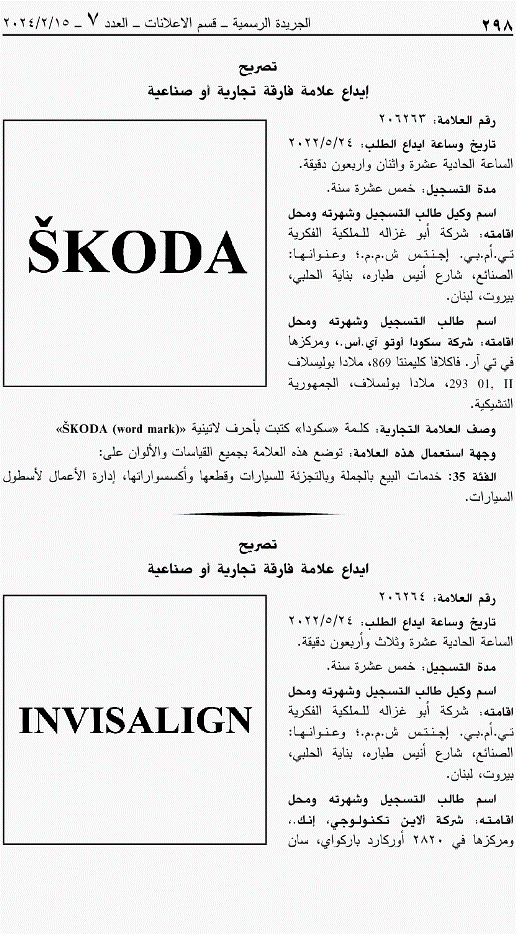 ٢٩٨ الجريدة الرسمية ــ قسم الاعلانات ــ العدد ٧ ــ ٢٠٢٤/٢/١٥
تصريح
إيداع علامة فارقة تجارية أو صناعية
رقم العلامة: ٢٠٦٢٦٣
تاريخ وساعة ايداع الطلب: ٢٠٢٢/٥/٢٤
الساعة الحادية عشرة واثنان واربعون دقيقة.
مدة التسجيل: خمس عشرة سنة.
اسم وكيل طالب التسجيل وشهرته ومحل
اقامته: شركة أبو غزاله للملكية الفكرية
تي.أم.بي. إجنتس ش.م.م.؛ وعنوانها:
الصنائع، شارع أنيس طباره، بناية الحلبي،
بيروت، لبنان.
اسم طالب التسجيل وشهرته ومحل
اقامته: شركة سكودا أوتو آي.أس.، ومركزها
في تي آر. فاكلافا كليمنتا 869، ملادا بوليسلاف
II ,01 293، ملادا بولسلاف، الجمهورية
التشيكية.
ŠKODA
وصف العلامة التجارية: كلمة «سكودا» كتبت بأحرف لاتينية «ŠKODA (word mark)»
وجهة استعمال هذه العلامة: توضع هذه العلامة بجميع القياسات والألوان على:
الفئة 35: خدمات البيع بالجملة وبالتجزئة للسيارات وقطعها وأكسسواراتها، إدارة الأعمال لأسطول
السيارات.
تصريح
ايداع علامة فارقة تجارية أو صناعية
رقم العلامة: ٢٠٦٢٦٤
تاريخ وساعة ايداع الطلب: ٢٠٢٢/٥/٢٤
الساعة الحادية عشرة وثلاث وأربعون دقيقة.
مدة التسجيل: خمس عشرة سنة.
اسم وكيل طالب التسجيل وشهرته ومحل
اقامته: شركة أبو غزاله للملكية الفكرية
تي.أم.بي. إجنتس ش.م.م.؛ وعنوانها:
الصنائع، شارع أنيس طباره، بناية الحلبي،
بيروت، لبنان.
اسم طالب التسجيل وشهرته ومحل
اقامته: شركة ألاين تكنولوجي، إنك.،
ومركزها في ٢٨٢٠ أوركارد باركواي، سان
INVISALIGN